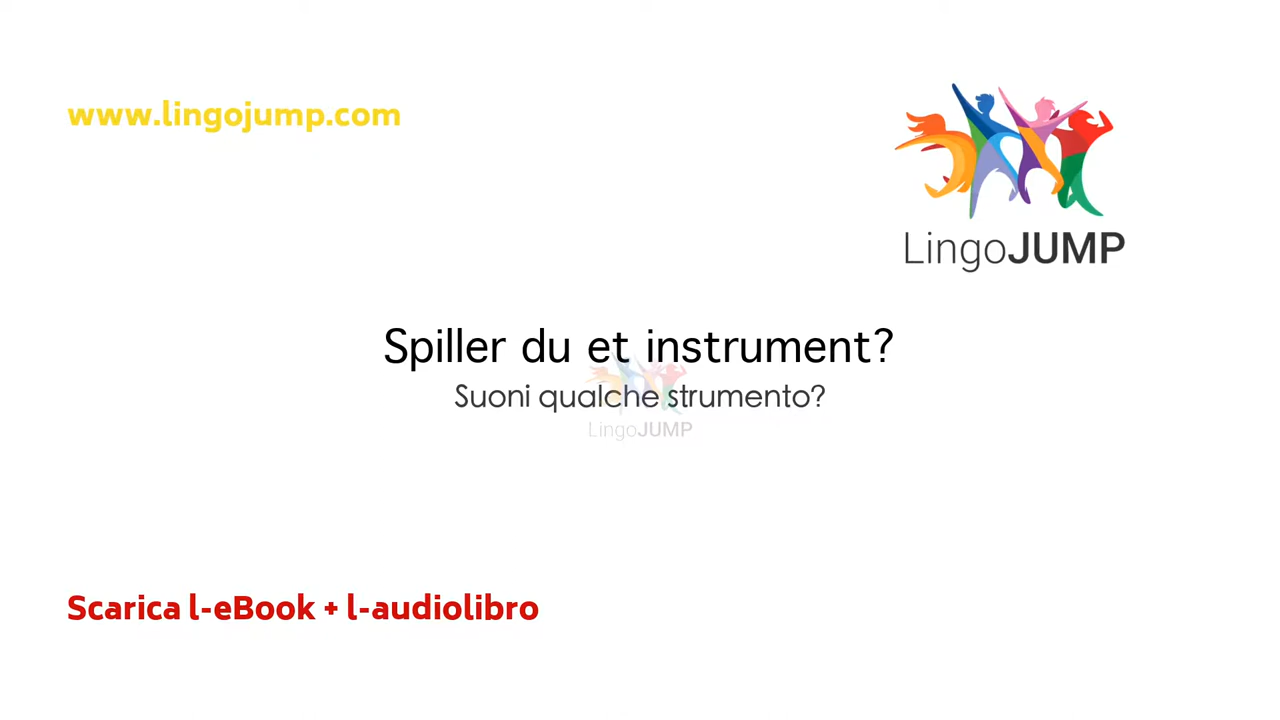 www.lingojump.com
LingoJUMP
Spiller du et instrument?
Suoni qualche strumento?
LingoJUMP
Scarica l-eBook + l-audiolibro